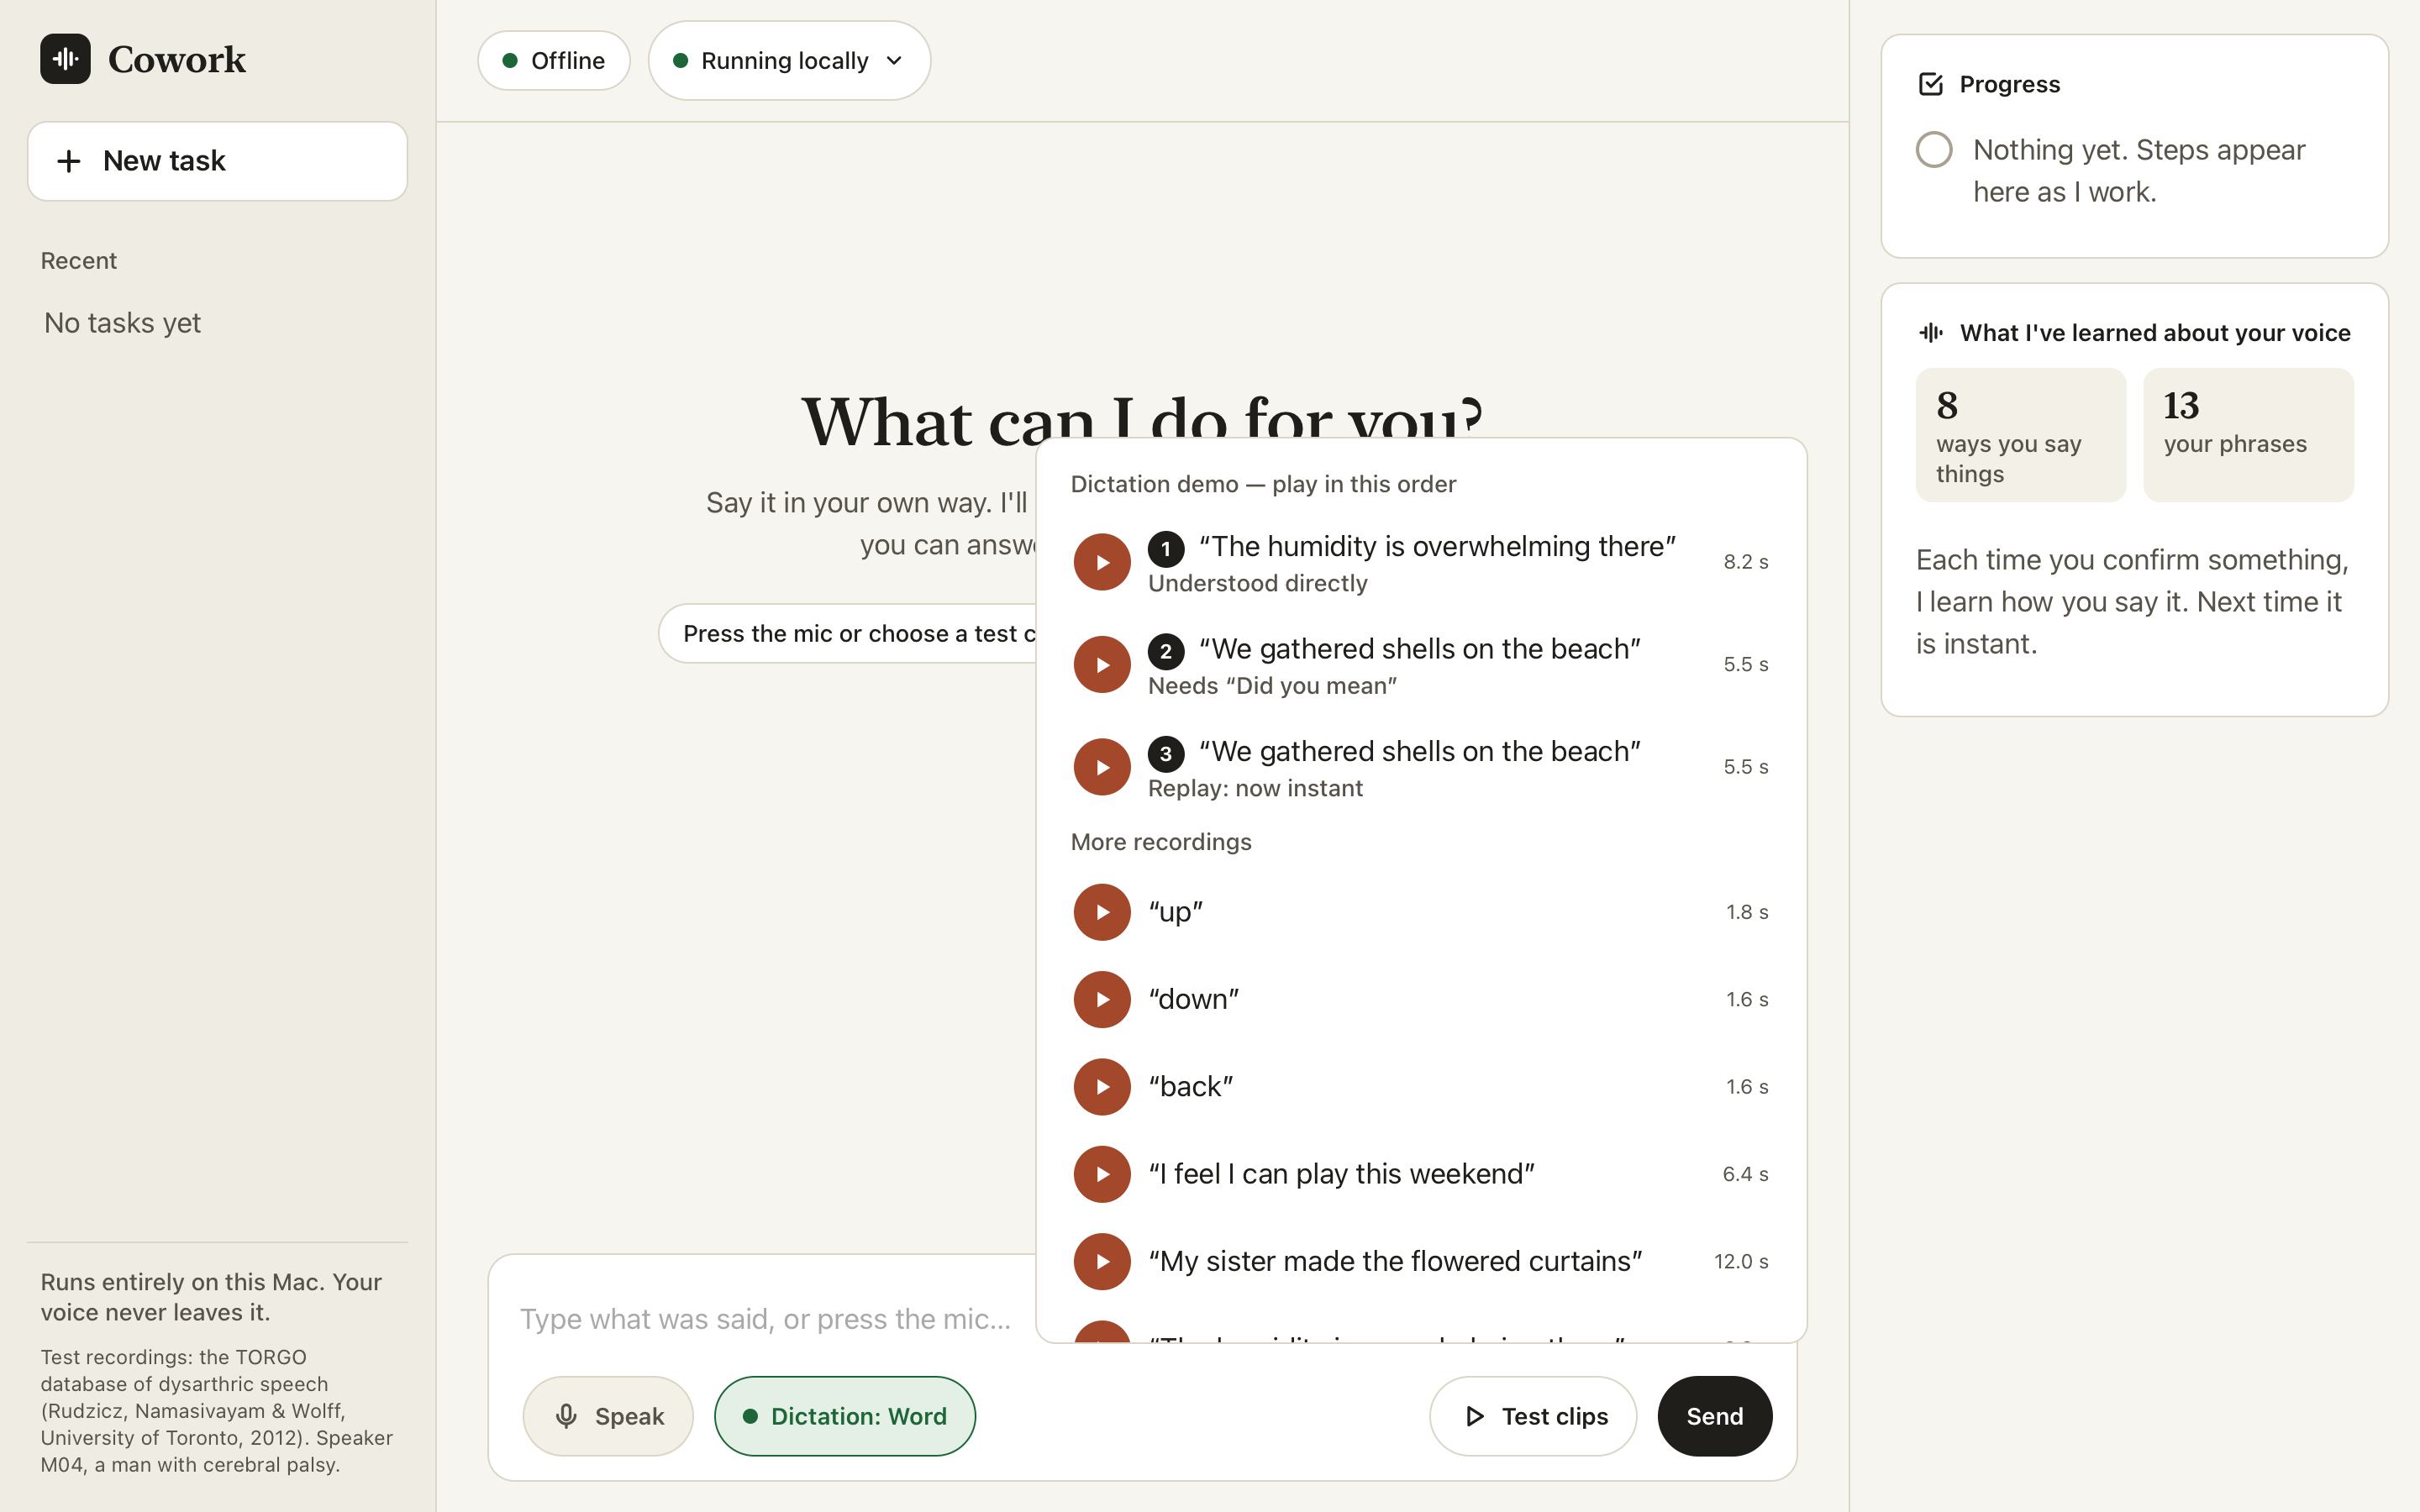 Cowork
New task
Recent
No tasks yet
Runs entirely on this Mac. Your
voice never leaves it.
Test recordings: the TORGO
database of dysarthric speech
(Rudzicz, Namasivayam & Wolff,
University of Toronto, 2012). Speaker
M04, a man with cerebral palsy.
Offline
Running locally
What can I do for you?
Say it in your own way. I'll
you can
Press the mic or choose a test
Dictation demo — play in this order
1 “The humidity is overwhelming there” 8.2 s
Understood directly
2 “We gathered shells on the beach” 5.5 s
Needs “Did you mean”
3 “We gathered shells on the beach” 5.5 s
Replay: now instant
More recordings
“up” 1.8 s
“down” 1.6 s
“back” 1.6 s
“I feel I can play this weekend” 6.4 s
“My sister made the flowered curtains” 12.0 s
Type what was said, or press the mic...
Speak
Dictation: Word
Test clips
Send
Progress
Nothing yet. Steps appear
here as I work.
What I've learned about your voice
8
ways you say
things
13
your phrases
Each time you confirm something,
I learn how you say it. Next time it
is instant.